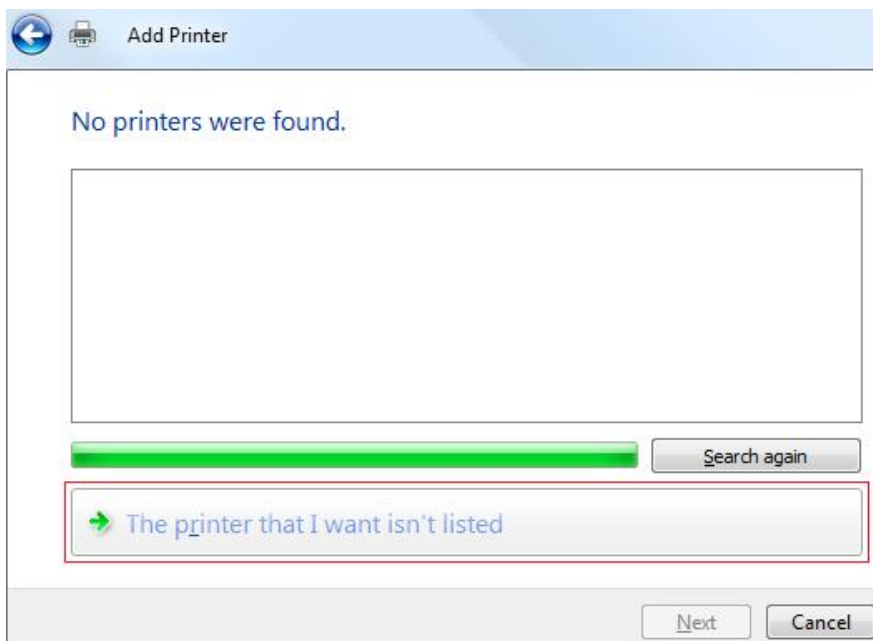 Add Printer
No printers were found.
Search again
The printer that I want isn't listed
Next
Cancel